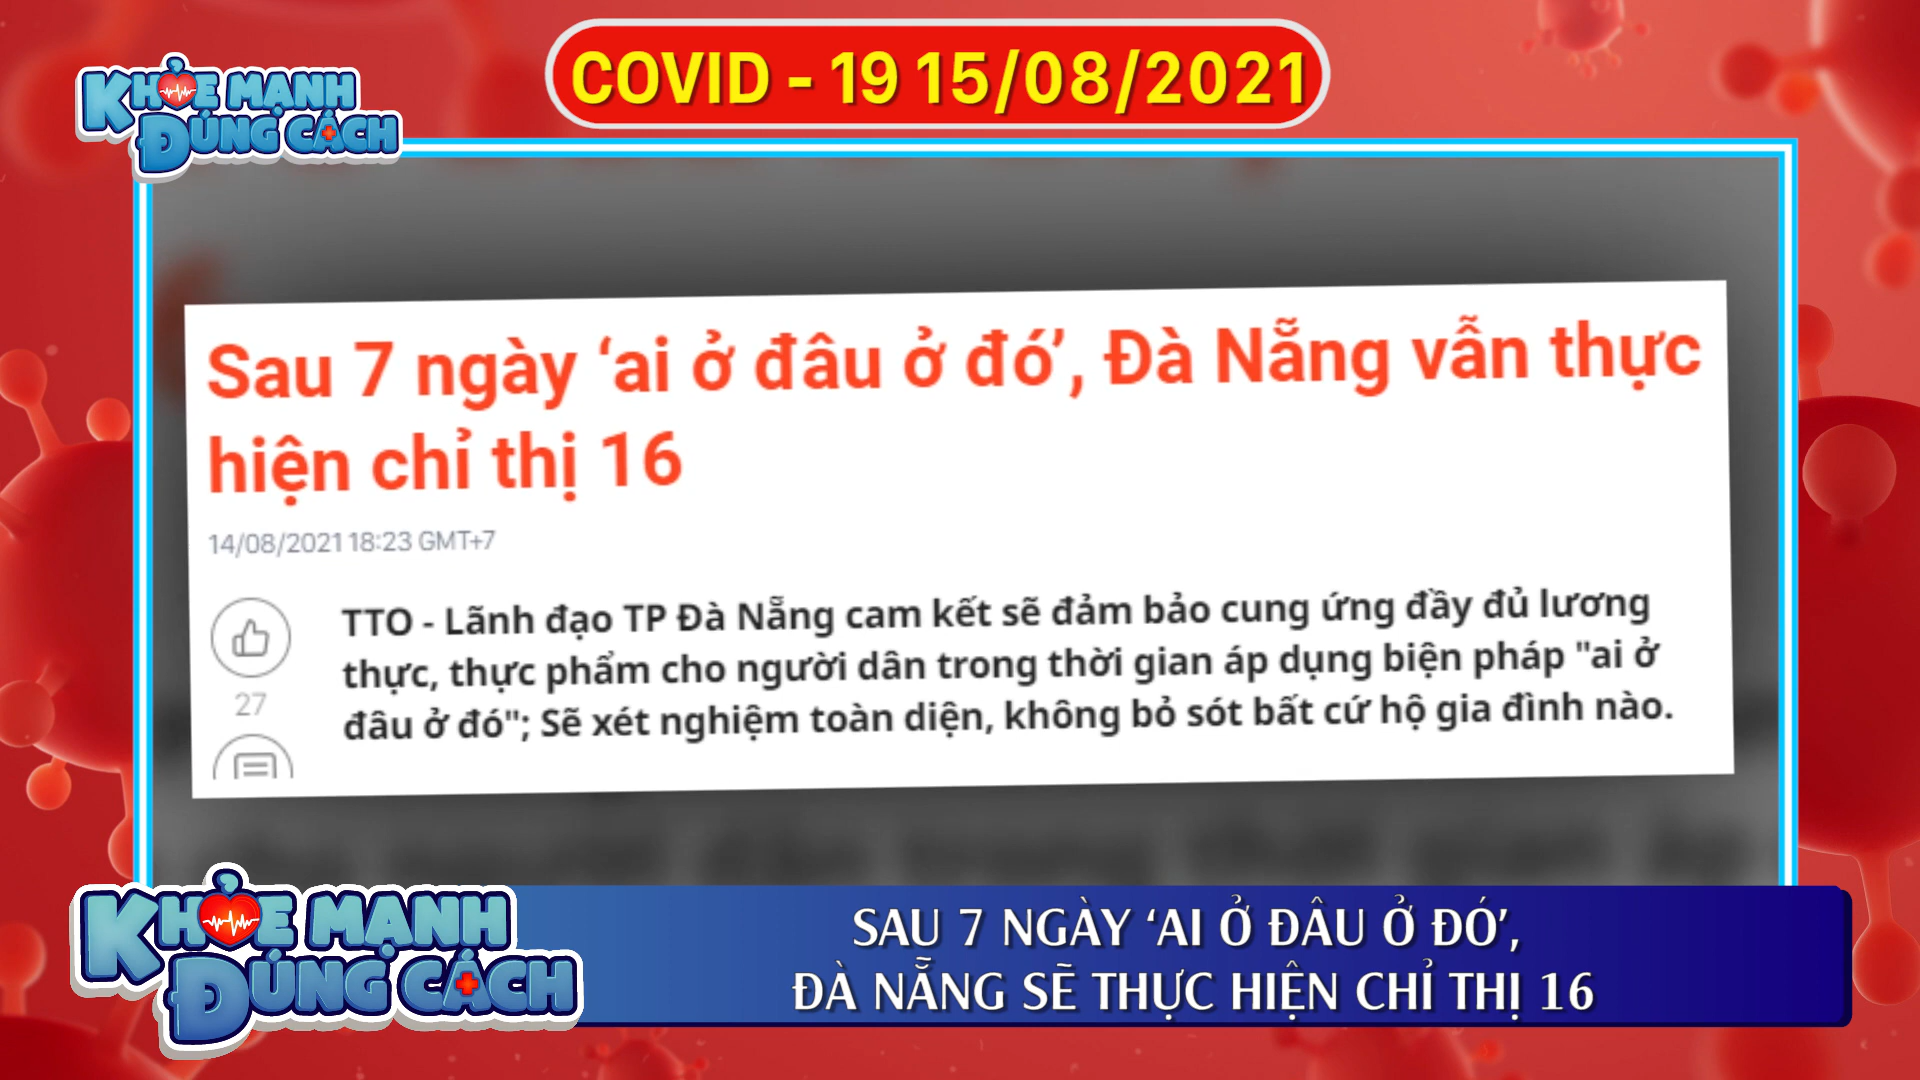 COVID - 19 15/08/2021
KHỎE MẠNH
ĐÚNG CÁCH
Sau 7 ngày ‘ai ở đâu ở đó’, Đà Nẵng vẫn thực
hiện chỉ thị 16
14/08/2021 18:23 GMT+7
27
TTO - Lãnh đạo TP Đà Nẵng cam kết sẽ đảm bảo cung ứng đầy đủ lương
thực, thực phẩm cho người dân trong thời gian áp dụng biện pháp "ai ở
đâu ở đó"; Sẽ xét nghiệm toàn diện, không bỏ sót bất cứ hộ gia đình nào.
KHỎE MẠNH
ĐÚNG CÁCH
SAU 7 NGÀY ‘AI Ở ĐÂU Ở ĐÓ’,
ĐÀ NẴNG SẼ THỰC HIỆN CHỈ THỊ 16